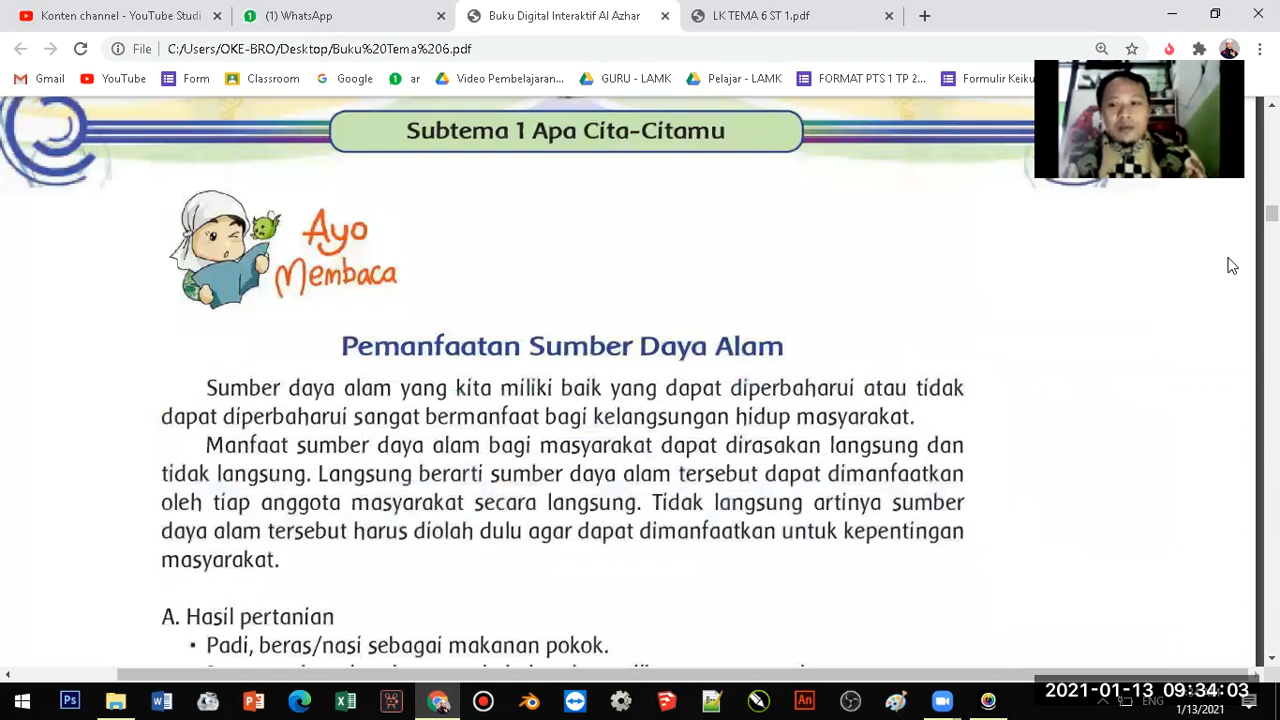 Konten channel - YouTube Studi
(1) WhatsApp
Buku Digital Interaktif Al Azhar
LK TEMA 6 ST 1.pdf
File
C:/Users/OKE-BRO/Desktop/Buku%20Tema%206.pdf
Gmail
YouTube
Form
Classroom
Google
ar
Video Pembelajaran...
GURU - LAMK
Pelajar - LAMK
FORMAT PTS 1 TP 2...
Formulir Keiku
Subtema 1 Apa Cita-Citamu
Ayo
Membaca
Pemanfaatan Sumber Daya Alam
Sumber daya alam yang kita miliki baik yang dapat diperbaharui atau tidak
dapat diperbaharui sangat bermanfaat bagi kelangsungan hidup masyarakat.
Manfaat sumber daya alam bagi masyarakat dapat dirasakan langsung dan
tidak langsung. Langsung berarti sumber daya alam tersebut dapat dimanfaatkan
oleh tiap anggota masyarakat secara langsung. Tidak langsung artinya sumber
daya alam tersebut harus diolah dulu agar dapat dimanfaatkan untuk kepentingan
masyarakat.
A. Hasil pertanian
• Padi, beras/nasi sebagai makanan pokok.
2021-01-13 09:34:03
ENG
1/13/2021